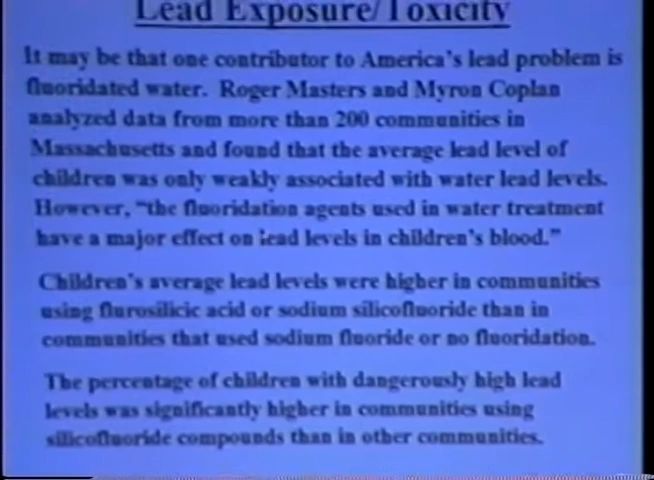 Lead Exposure/Toxicity
It may be that one contributor to America's lead problem is
fluoridated water. Roger Masters and Myron Coplan
analyzed data from more than 200 communities in
Massachusetts and found that the average lead level of
children was only weakly associated with water lead levels.
However, "the fluoridation agents used in water treatment
have a major effect on lead levels in children's blood."
Children's average lead levels were higher in communities
using flurosilicic acid or sodium silicofluoride than in
communities that used sodium fluoride or no fluoridation.
The percentage of children with dangerously high lead
levels was significantly higher in communities using
silicofluoride compounds than in other communities.